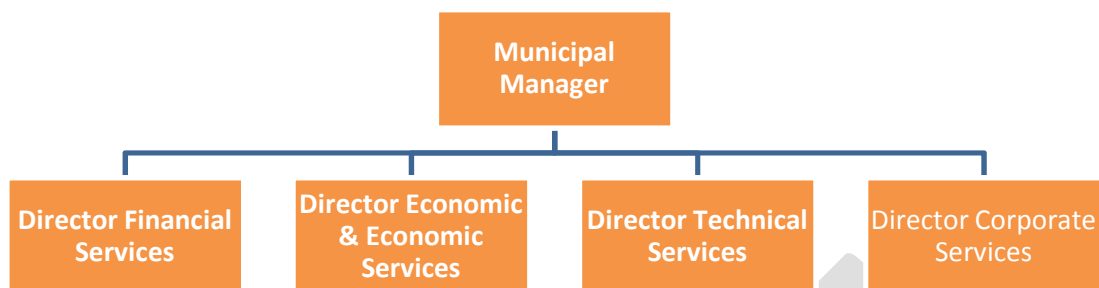 Municipal
Manager
Director Financial
Services
Director Economic
& Economic
Services
Director Technical
Services
Director Corporate
Services